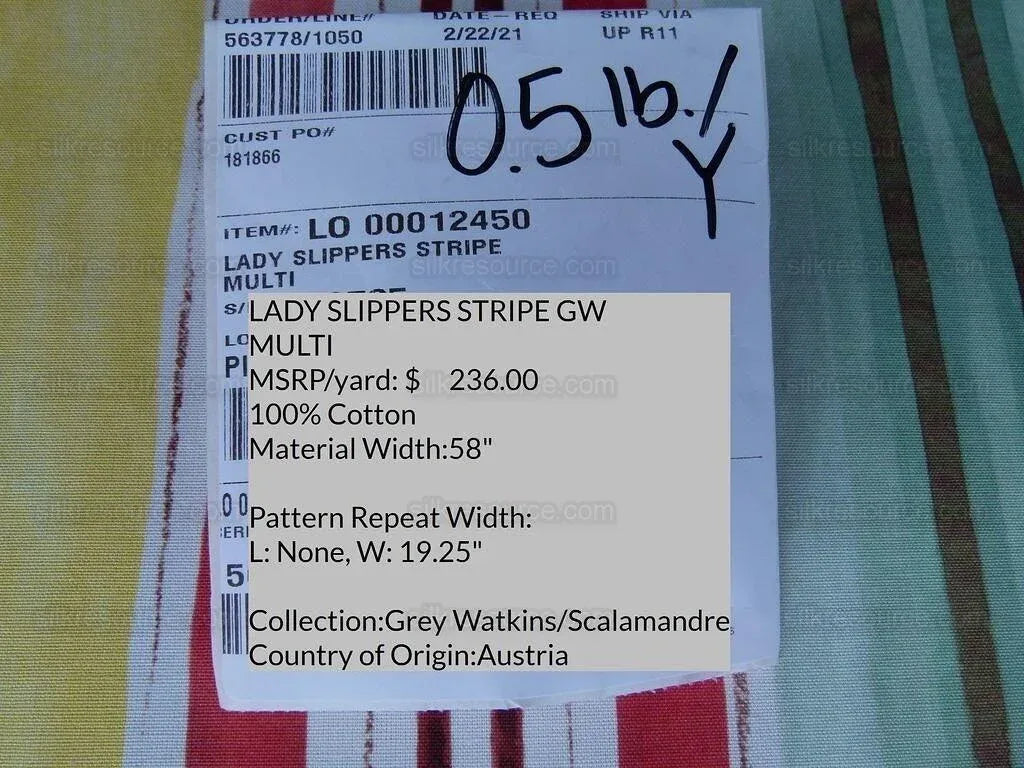 ORDER/LINE# DATE-REQ SHIP VIA
563778/1050 2/22/21 UP R11
0.5 lb./
Y
CUST PO#
181866
ITEM#: LO 00012450
LADY SLIPPERS STRIPE
MULTI
S/
LO
LADY SLIPPERS STRIPE GW
MULTI
MSRP/yard: $ 236.00
100% Cotton
Material Width:58"
Pattern Repeat Width:
L: None, W: 19.25"
Collection:Grey Watkins/Scalamandre,
Country of Origin:Austria
silkresource.com